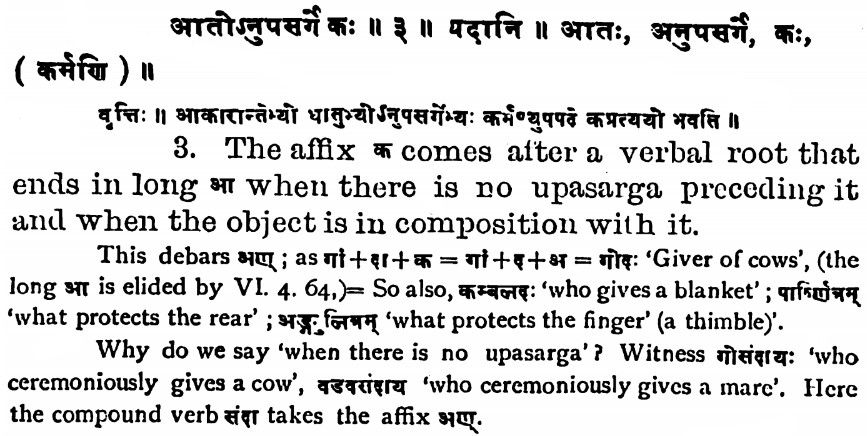 आतोऽनुपसर्गे कः ॥ ३ ॥ पदानि ॥ आतः, अनुपसर्गे, कः,
( कर्मणि ) ॥
वृत्तिः ॥ आकारान्तेभ्यो धातुभ्योऽनुपसर्गेभ्यः कर्मण्युपपदे कप्रत्ययो भवति ॥
3. The affix क comes after a verbal root that
ends in long आ when there is no upasarga preceding it
and when the object is in composition with it.
This debars अण्; as गां+दा+क = गां+द+अ = गोदः 'Giver of cows', (the
long आ is elided by VI. 4. 64,)= So also, कम्बलदः 'who gives a blanket'; पार्ष्णित्रम्
'what protects the rear'; अङ्गुलित्रम् 'what protects the finger' (a thimble)'.
Why do we say 'when there is no upasarga'? Witness गोसंदायः 'who
ceremoniously gives a cow', वडवासंदाय 'who ceremoniously gives a mare'. Here
the compound verb संदा takes the affix अण्.